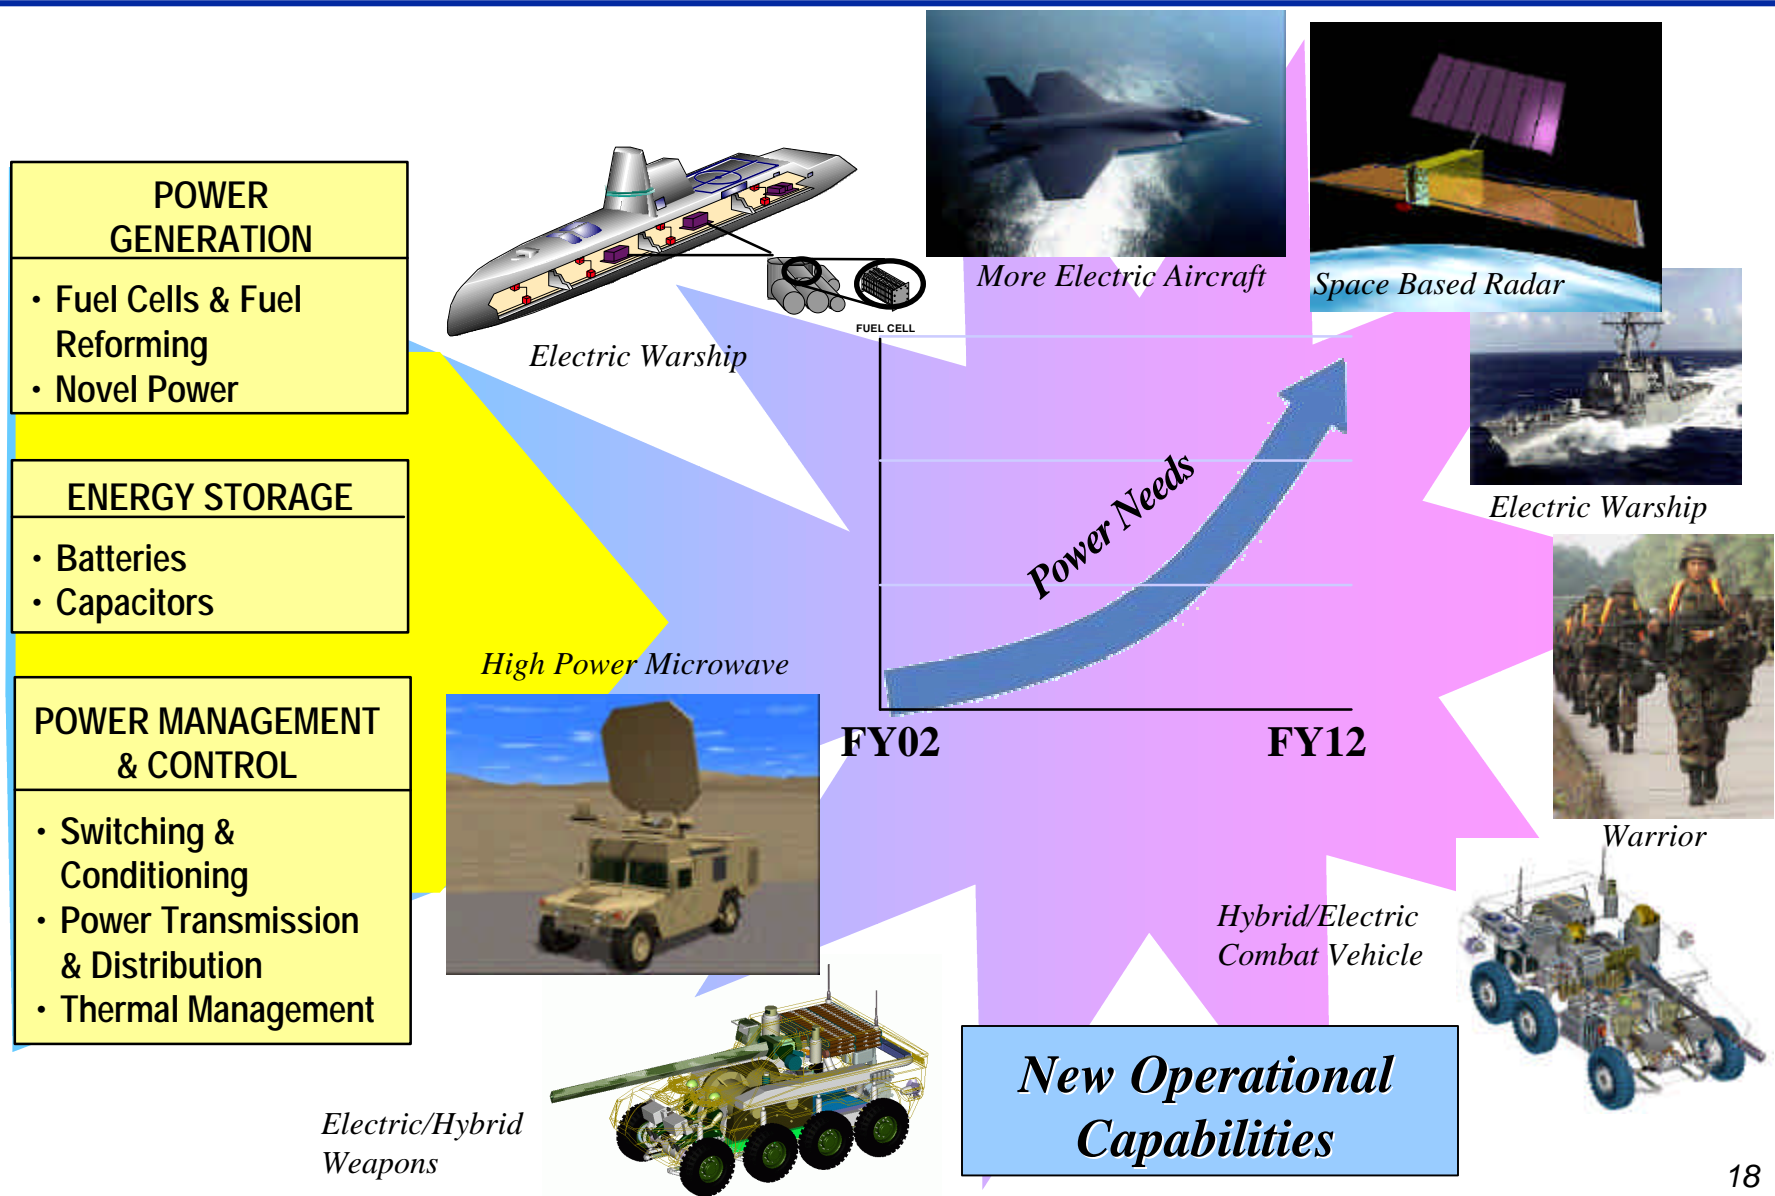 POWER
GENERATION
• Fuel Cells & Fuel
Reforming
• Novel Power
ENERGY STORAGE
• Batteries
• Capacitors
POWER MANAGEMENT
& CONTROL
• Switching &
Conditioning
• Power Transmission
& Distribution
• Thermal Management
FUEL CELL
Electric Warship
More Electric Aircraft
Space Based Radar
Electric Warship
Power Needs
FY02
FY12
High Power Microwave
Warrior
Hybrid/Electric
Combat Vehicle
Electric/Hybrid
Weapons
New Operational
Capabilities
18